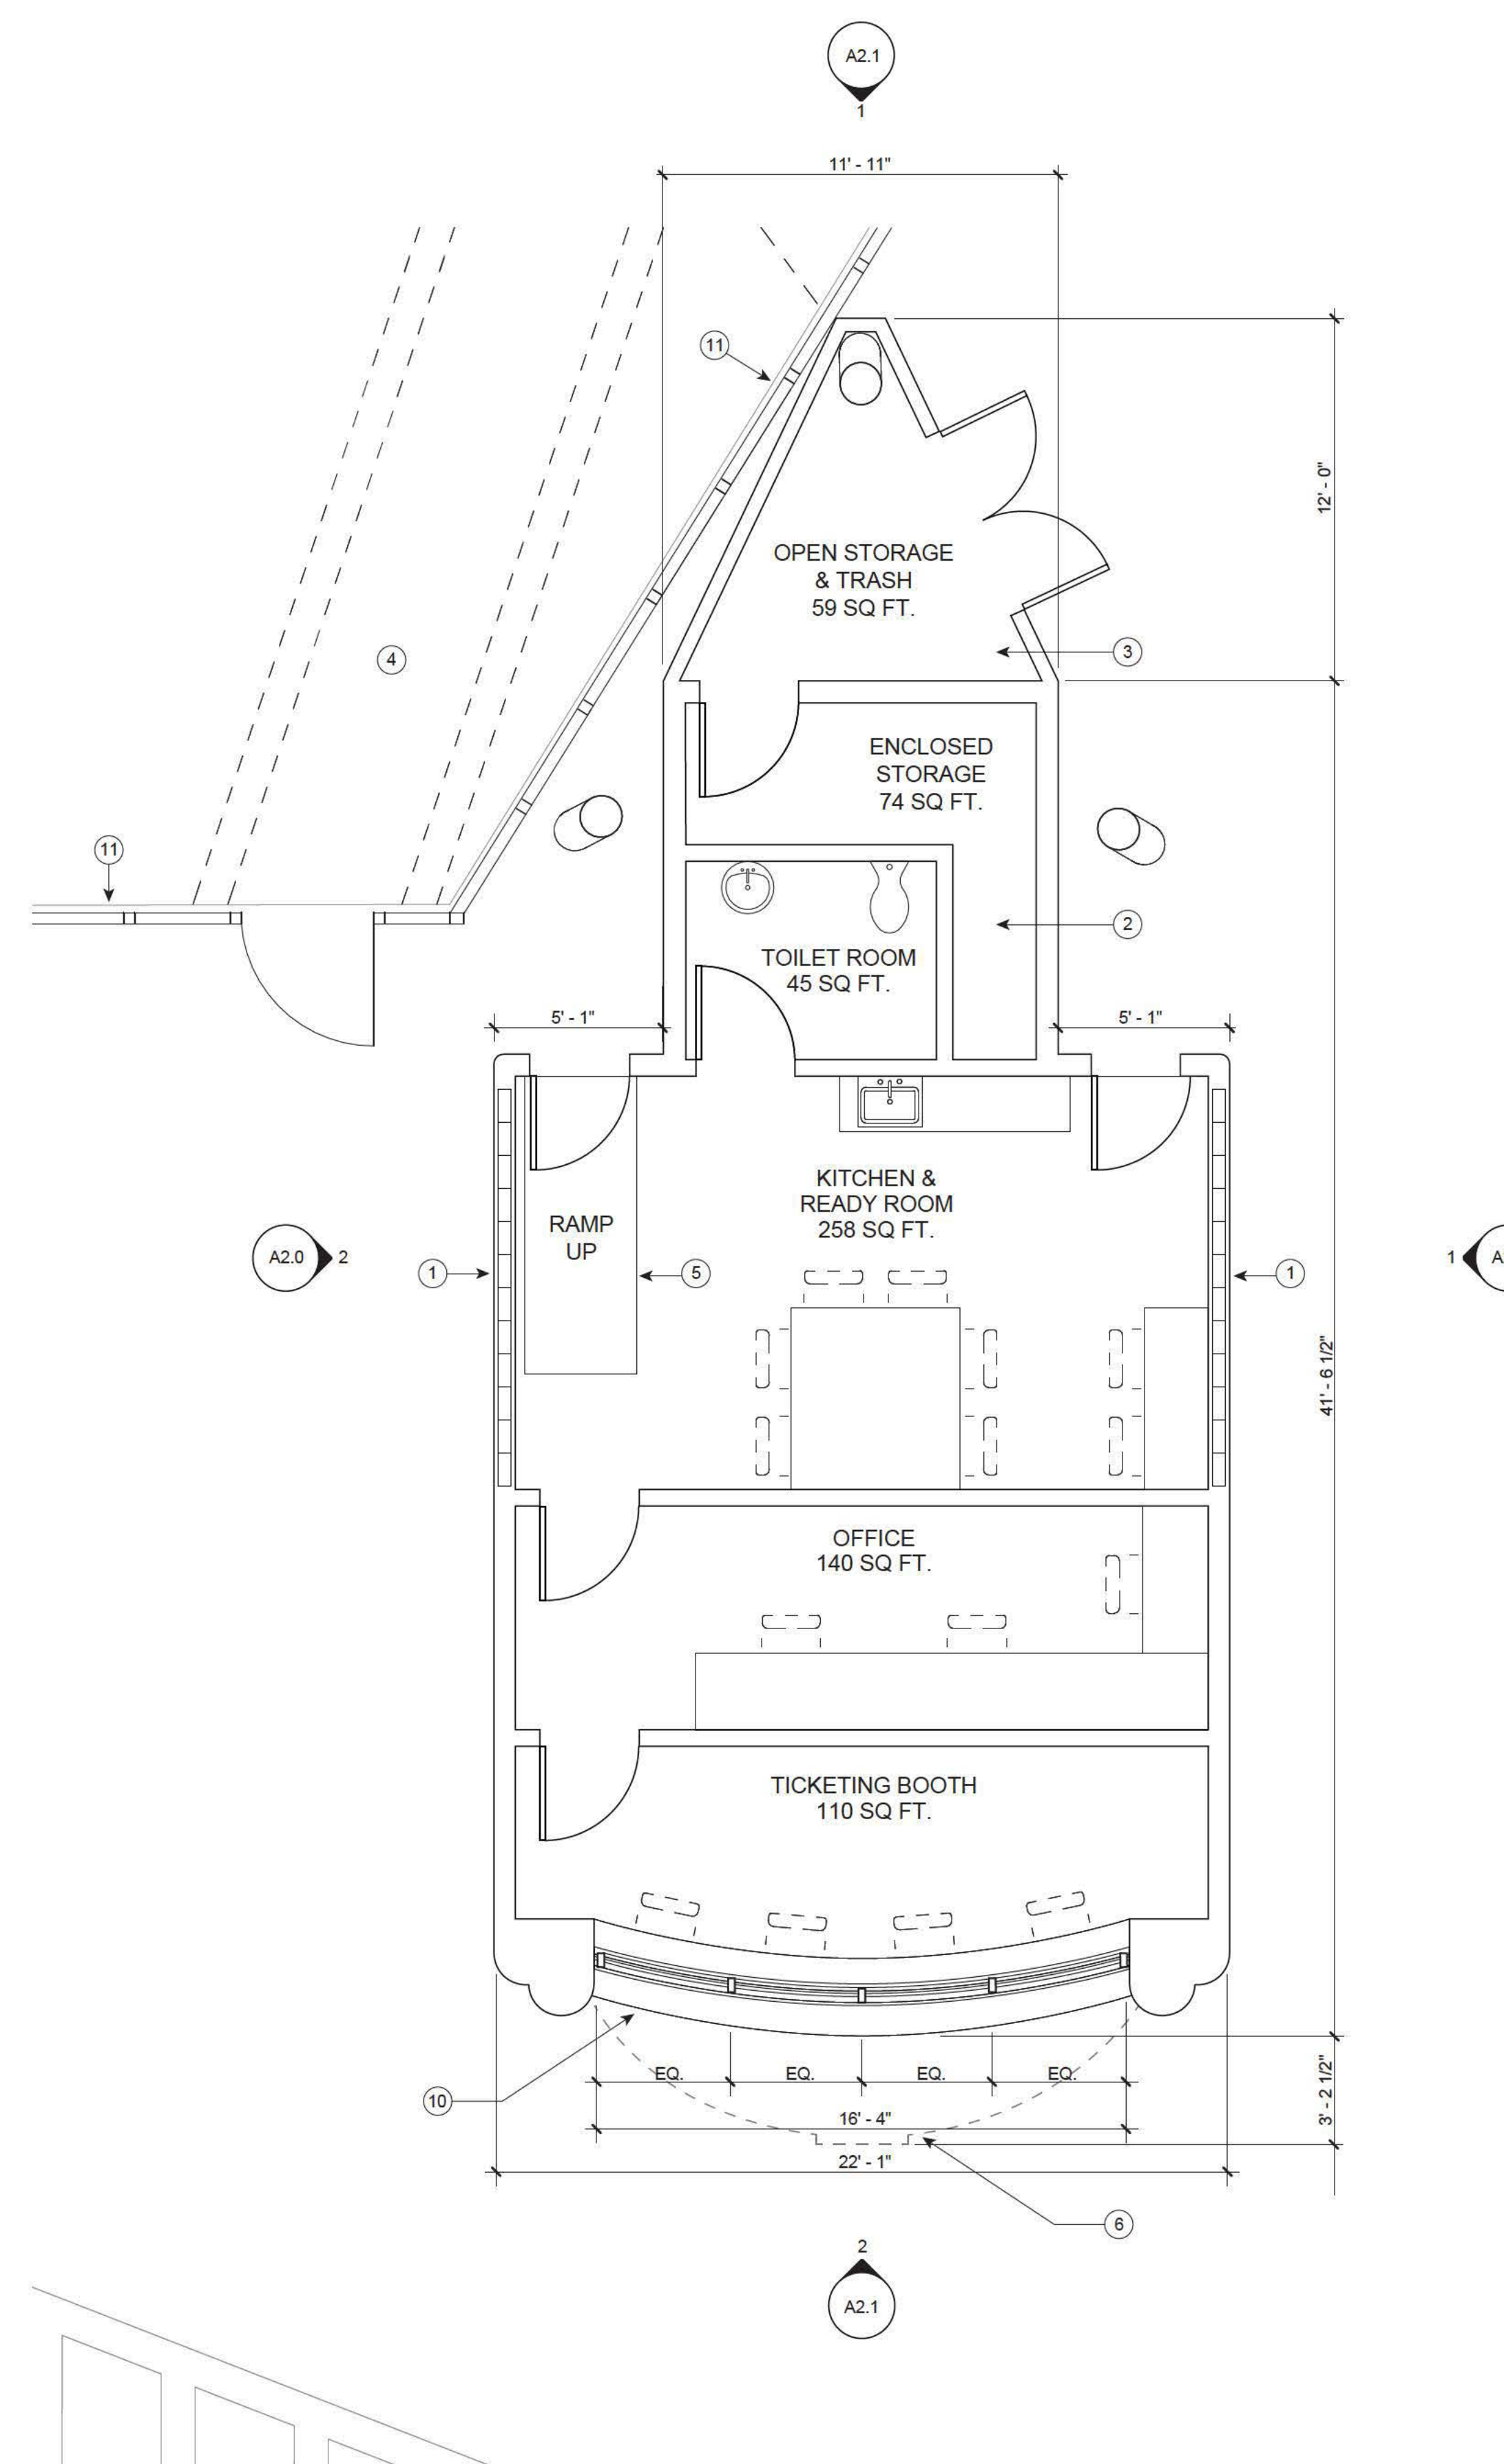 A2.1
1
11' - 11"
11
12' - 0"
OPEN STORAGE
& TRASH
59 SQ FT.
3
4
ENCLOSED
STORAGE
74 SQ FT.
11
2
TOILET ROOM
45 SQ FT.
5' - 1"
5' - 1"
KITCHEN &
READY ROOM
258 SQ FT.
RAMP
UP
A2.0
2
1
5
1
1
A
41' - 6 1/2"
OFFICE
140 SQ FT.
TICKETING BOOTH
110 SQ FT.
EQ.
EQ.
EQ.
EQ.
10
16' - 4"
3' - 2 1/2"
22' - 1"
6
2
A2.1